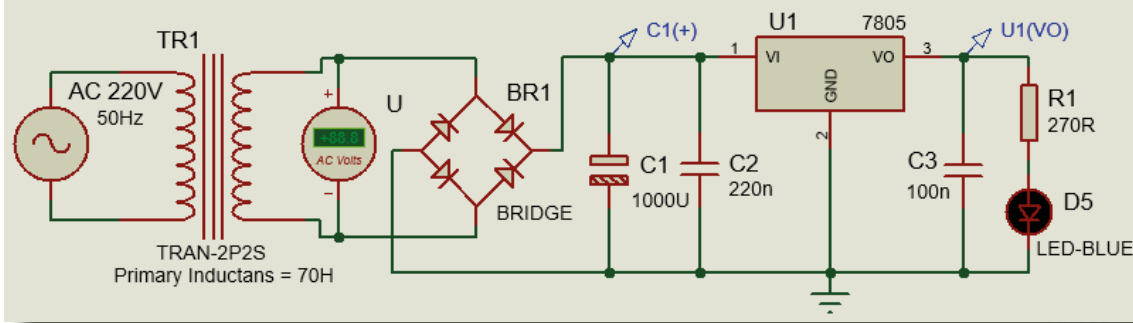 TR1
AC 220V
50Hz
TRAN-2P2S
Primary Inductans = 70H
+
+88.8
AC Volts
−
U
BR1
BRIDGE
C1(+)
C1
1000U
C2
220n
U1
7805
1
VI
VO
3
GND
2
U1(VO)
C3
100n
R1
270R
D5
LED-BLUE